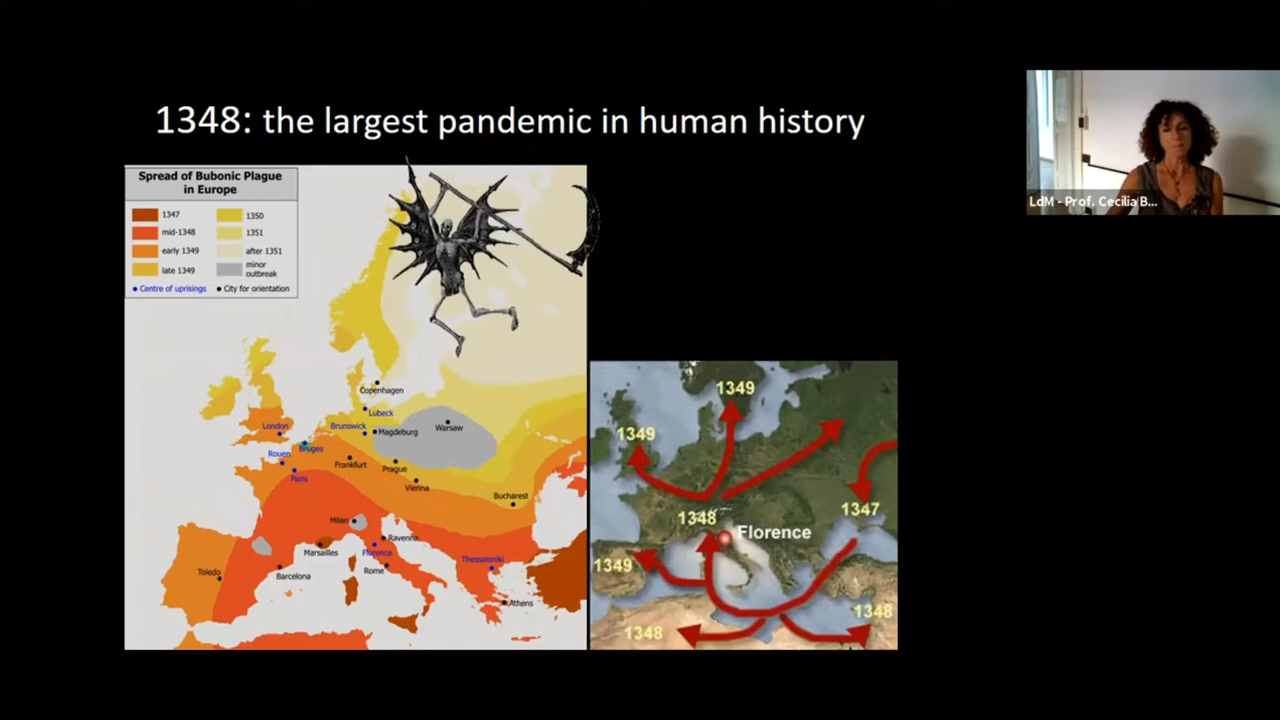 1348: the largest pandemic in human history
LdM - Prof. Cecilia B...
Spread of Bubonic Plague
in Europe
1347
mid-1348
early 1349
late 1349
1350
1351
after 1351
minor
outbreak
Centre of uprisings
City for orientation
Copenhagen
Lubeck
London
Brunswick
Magdeburg
Warsaw
Bruges
Rouen
Frankfurt
Prague
Paris
Vienna
Bucharest
Milan
Ravenna
Marsailles
Florence
Thessaloniki
Toledo
Barcelona
Rome
Athens
1349
1349
1347
1348
Florence
1349
1348
1348